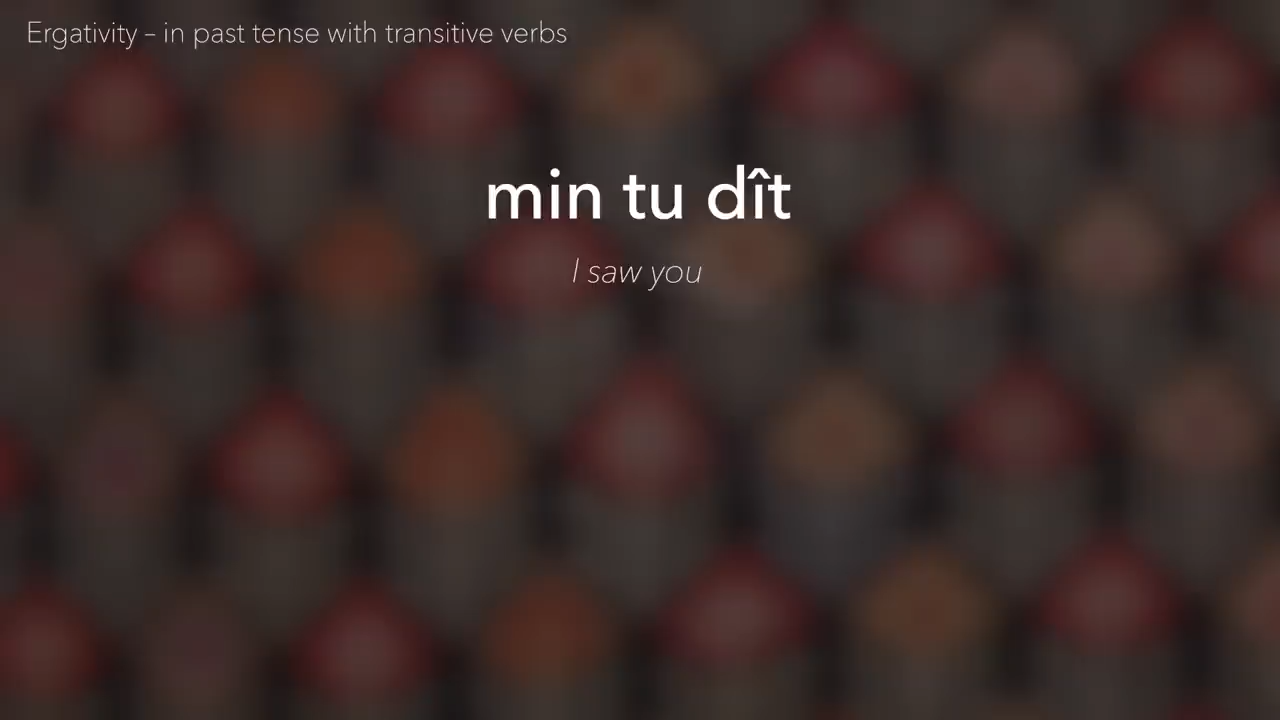 Ergativity – in past tense with transitive verbs
min tu dît
I saw you